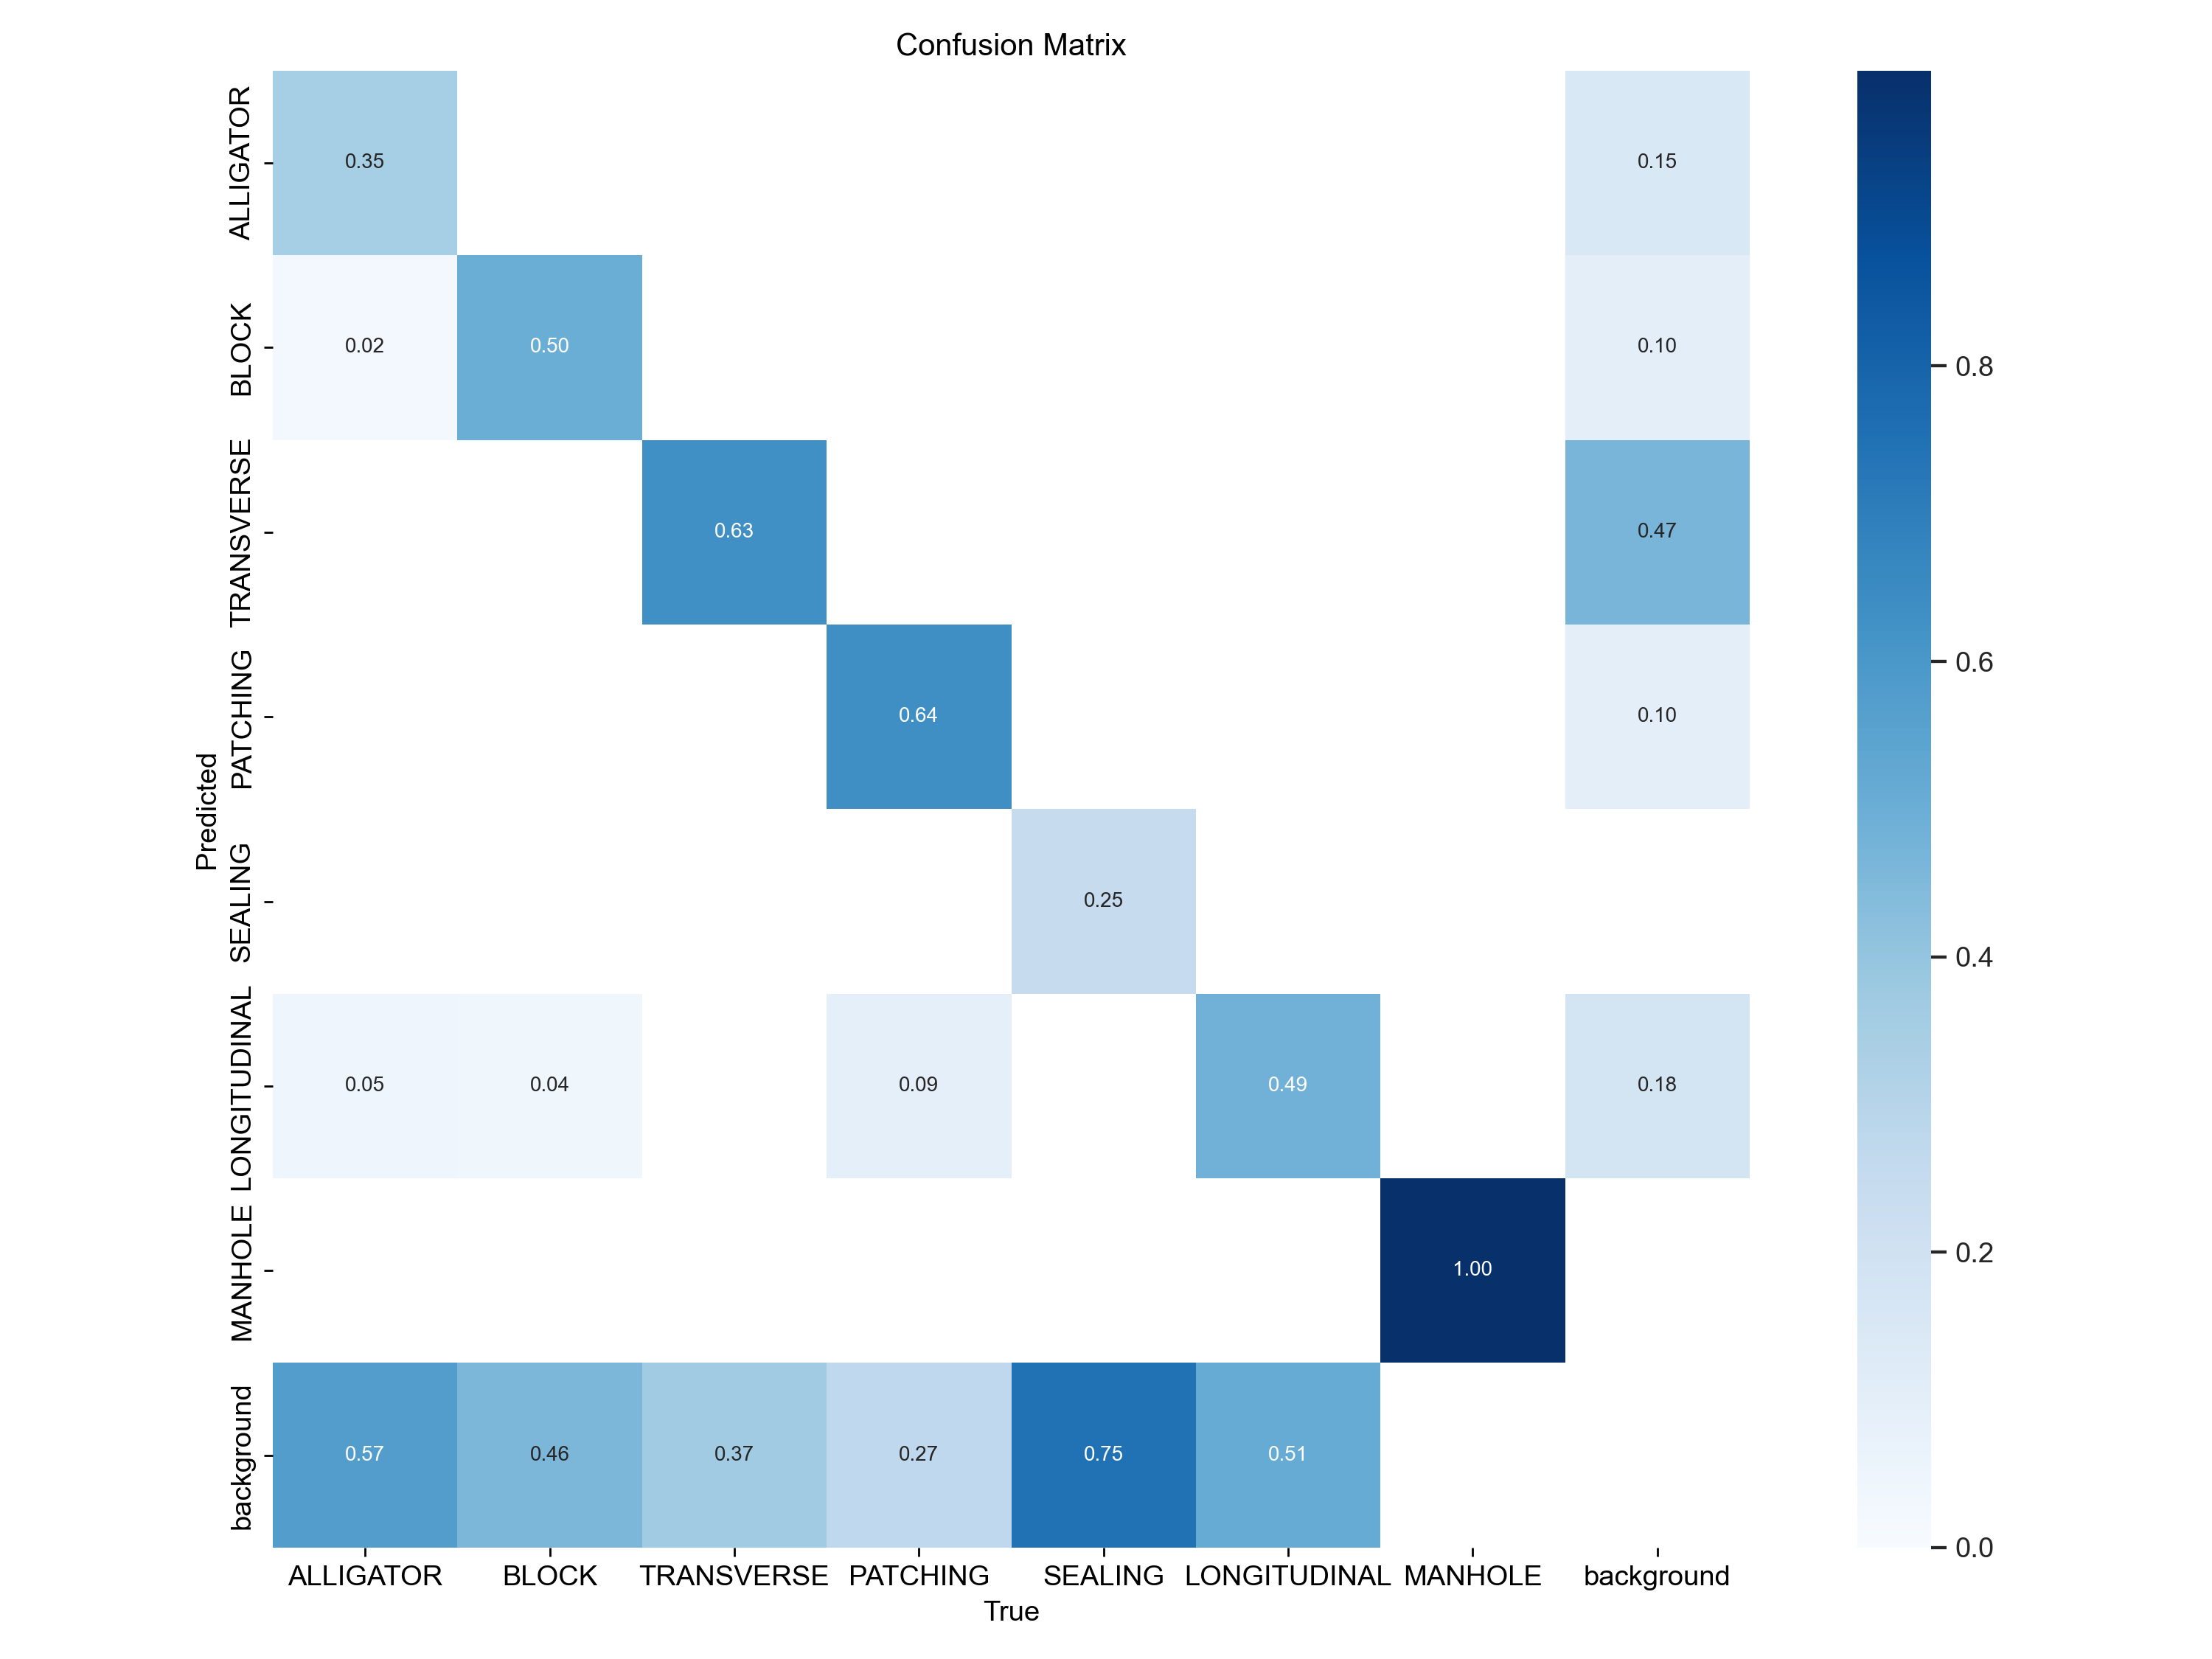 Confusion Matrix
ALLIGATOR
0.35
0.15
BLOCK
0.02
0.50
0.10
TRANSVERSE
0.63
0.47
PATCHING
0.64
0.10
SEALING
0.25
LONGITUDINAL
0.05
0.04
0.09
0.49
0.18
MANHOLE
1.00
background
0.57
0.46
0.37
0.27
0.75
0.51
Predicted
ALLIGATOR
BLOCK
TRANSVERSE
PATCHING
SEALING
LONGITUDINAL
MANHOLE
background
True
0.8
0.6
0.4
0.2
0.0